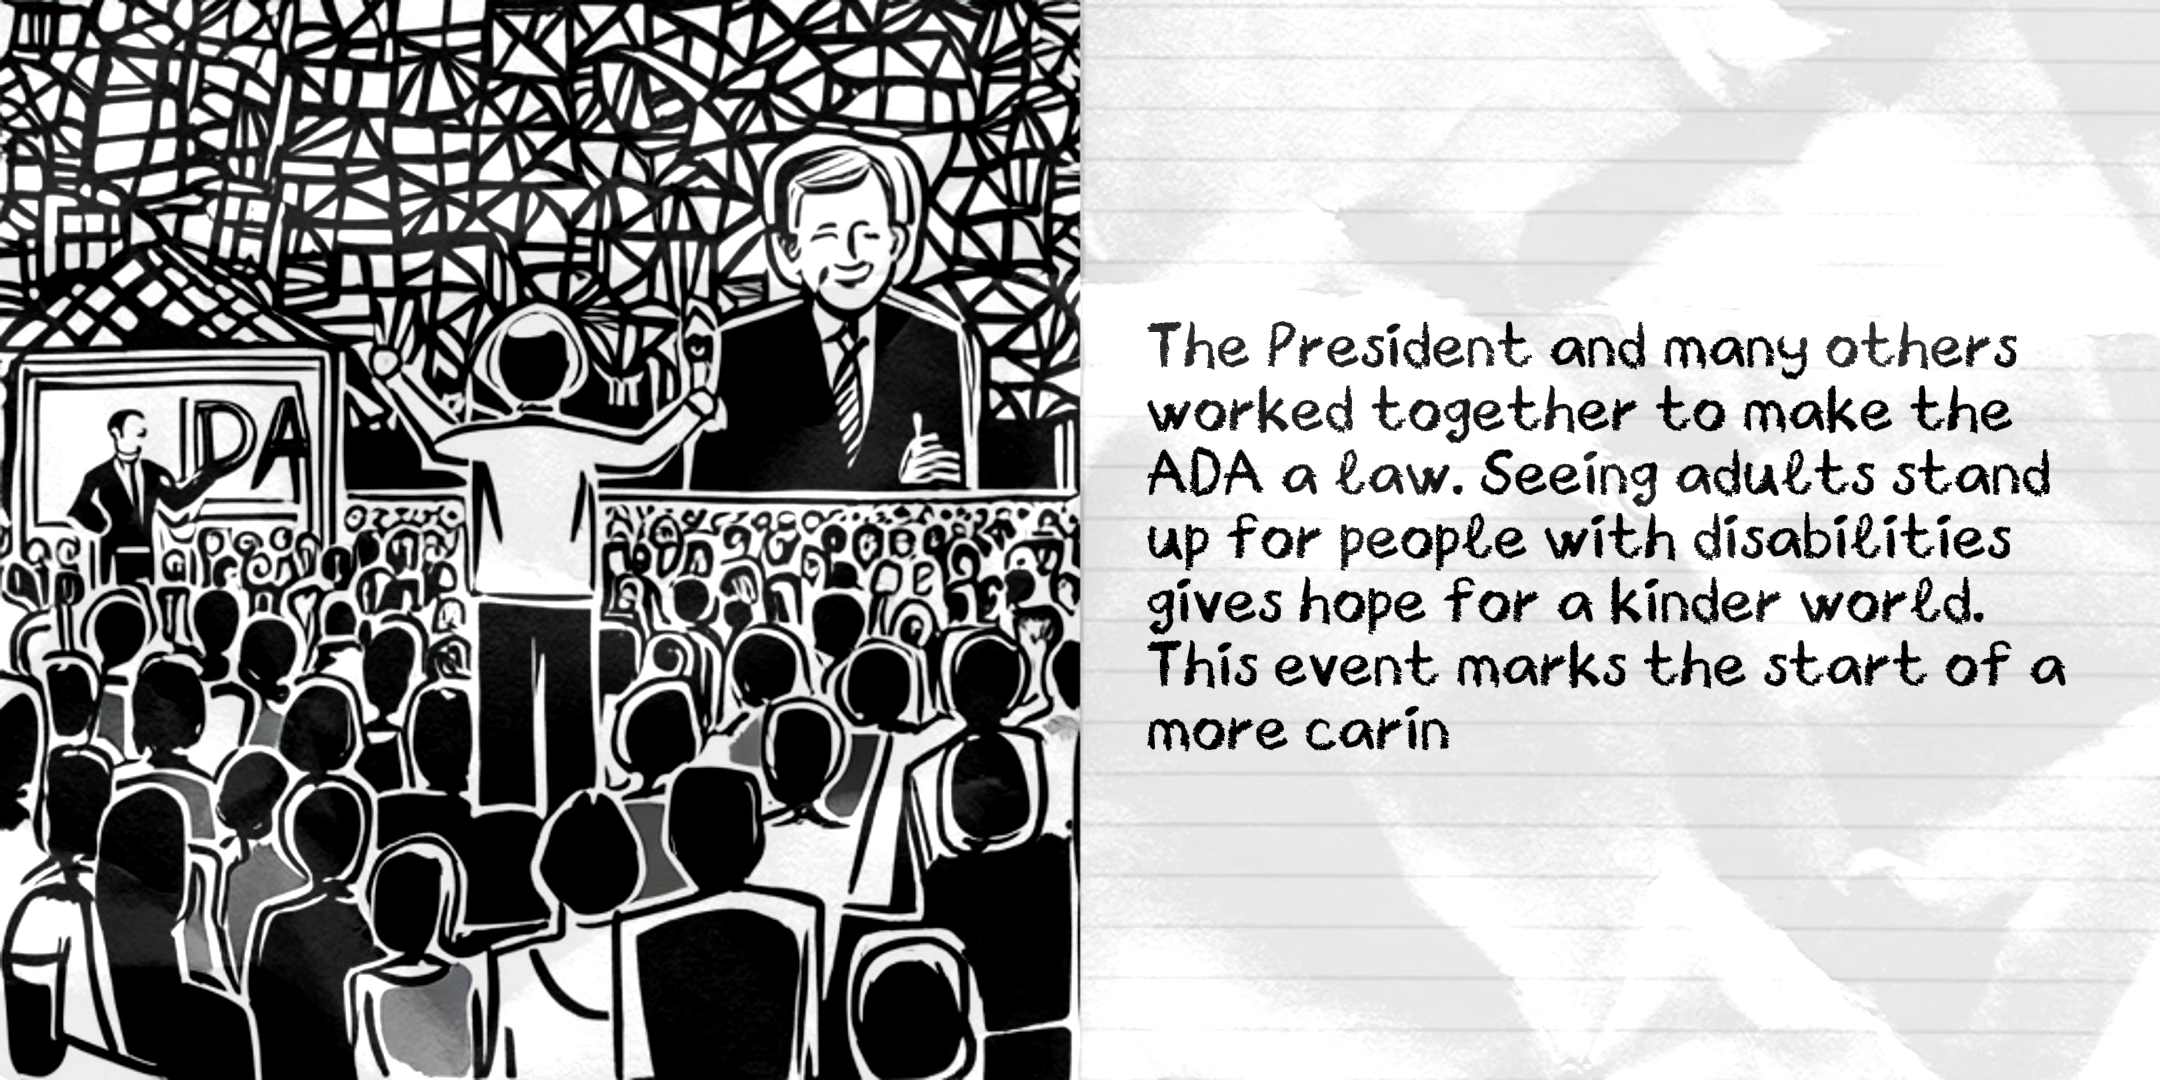 DA
The President and many others
worked together to make the
ADA a law. Seeing adults stand
up for people with disabilities
gives hope for a kinder world.
This event marks the start of a
more carin